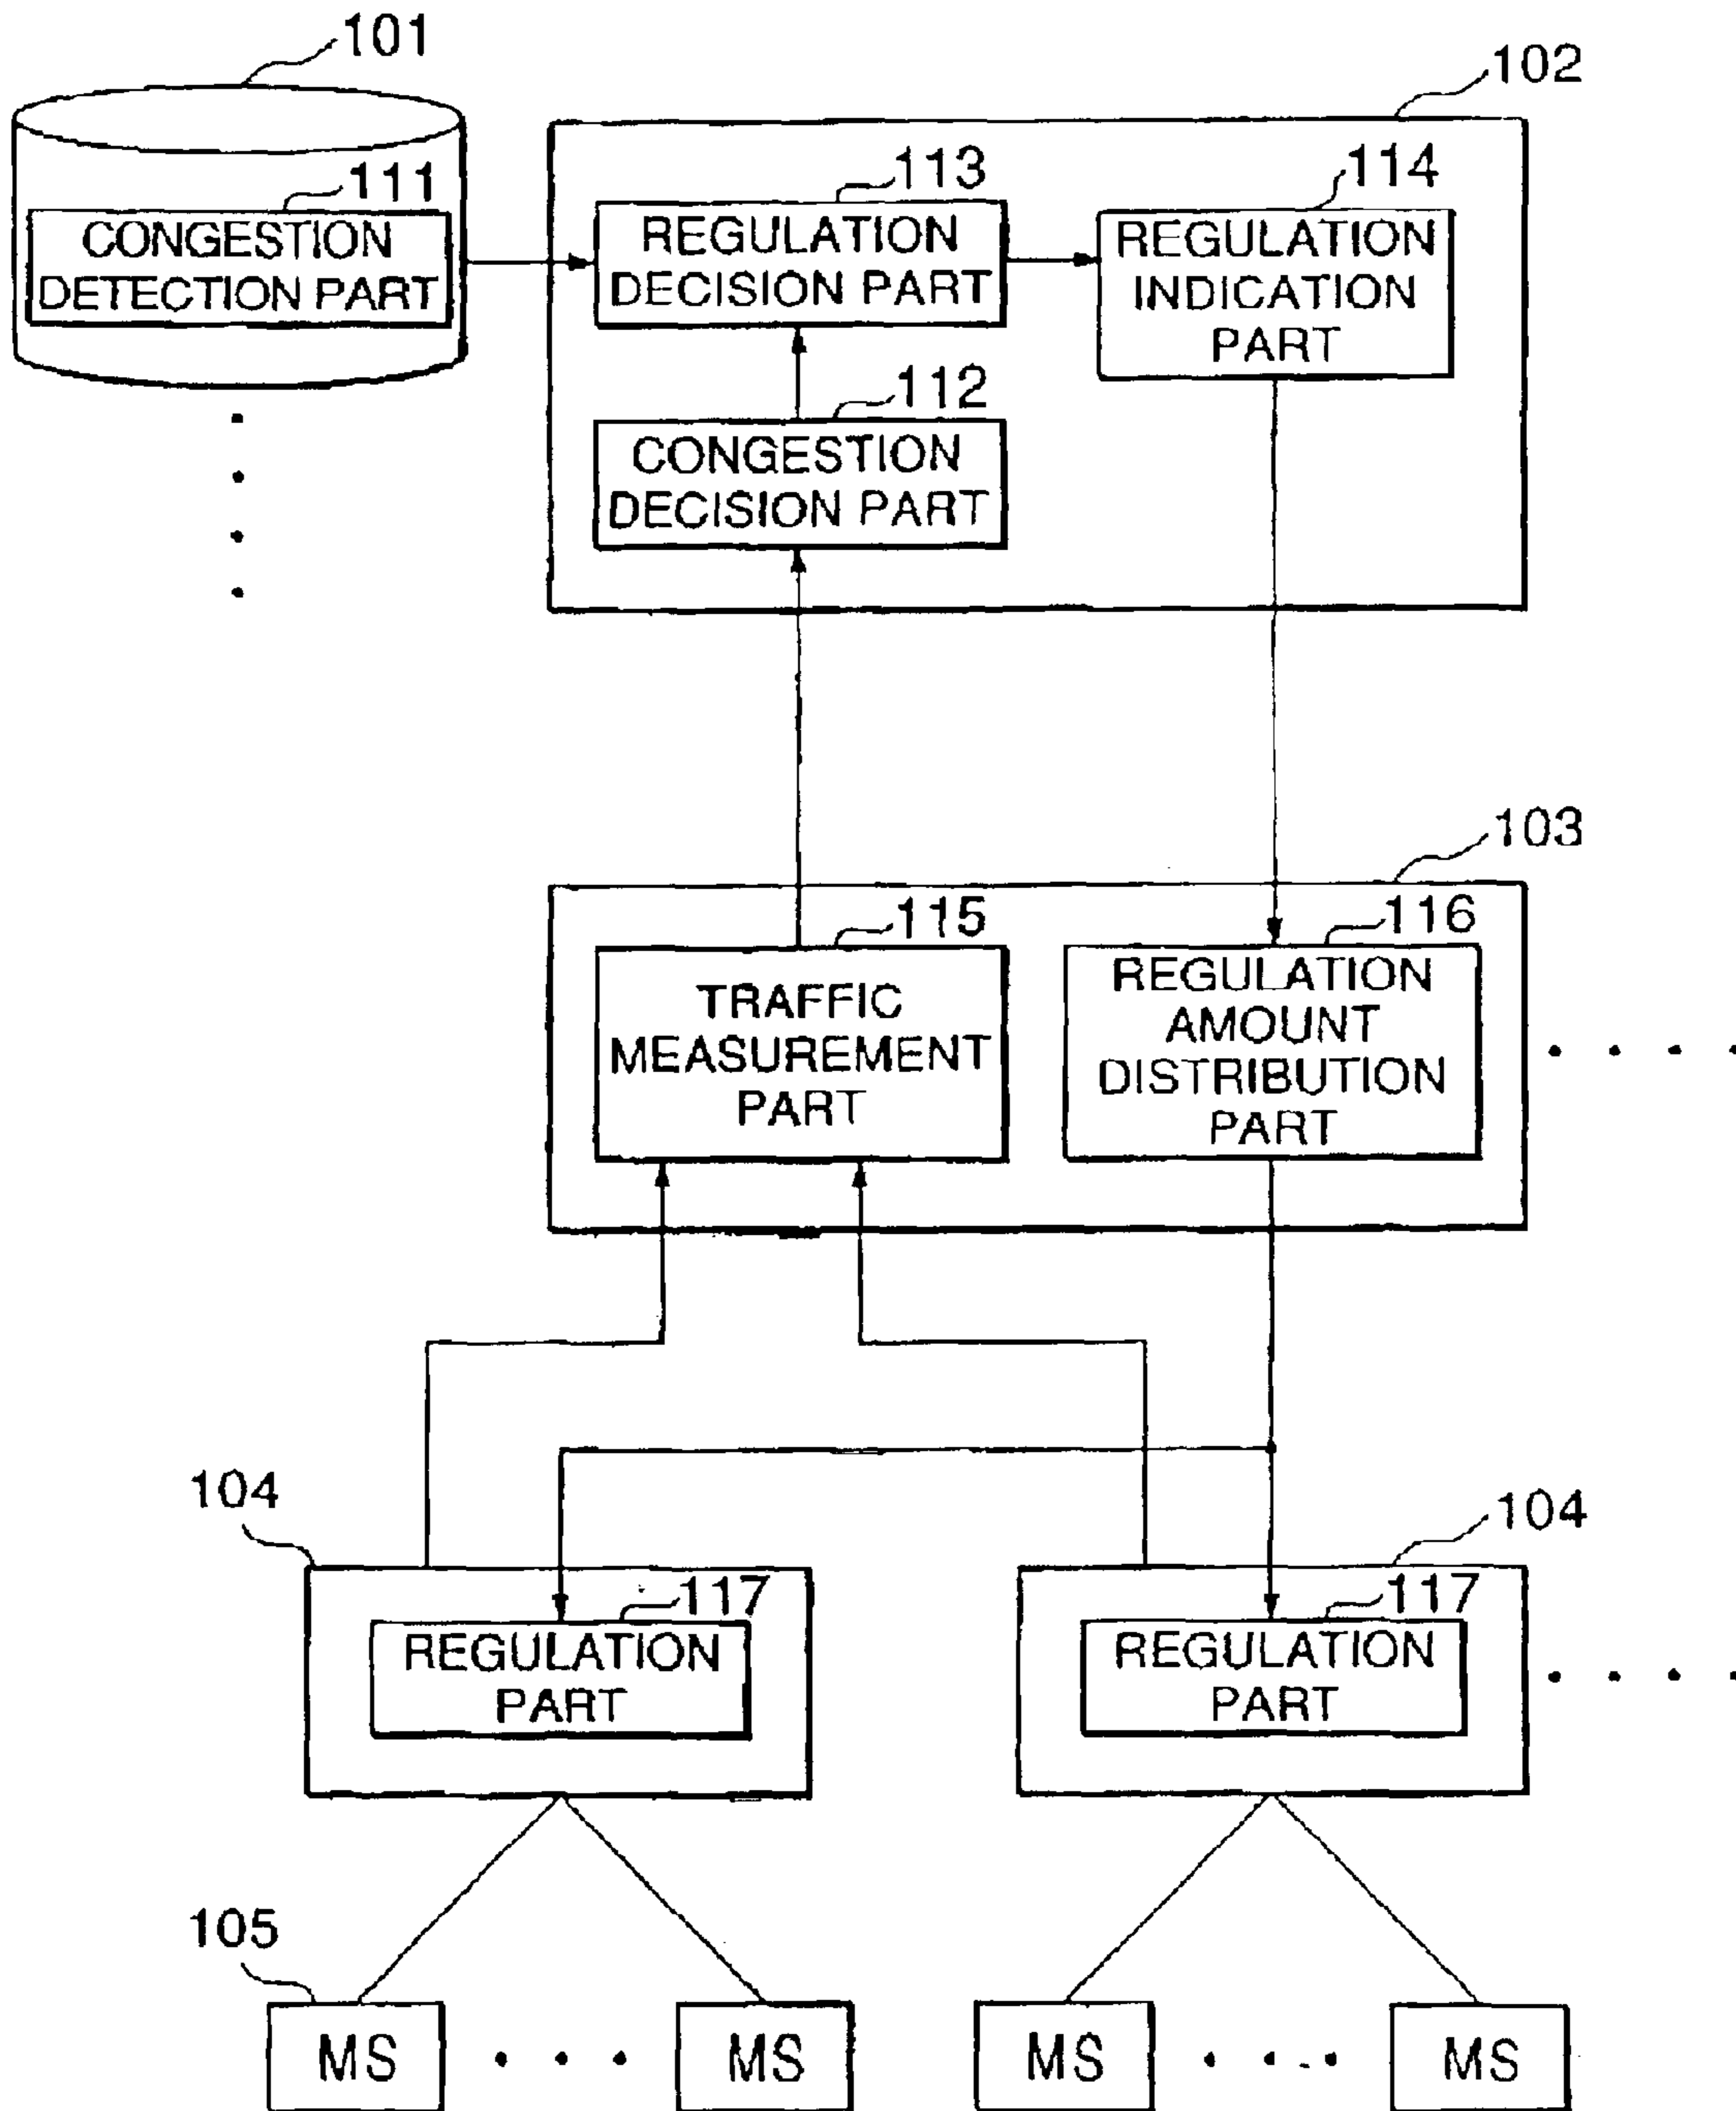 101
102
111
CONGESTION
DETECTION PART
113
REGULATION
DECISION PART
114
REGULATION
INDICATION
PART
112
CONGESTION
DECISION PART
103
115
TRAFFIC
MEASUREMENT
PART
116
REGULATION
AMOUNT
DISTRIBUTION
PART
104
117
REGULATION
PART
104
117
REGULATION
PART
105
MS
MS
MS
MS